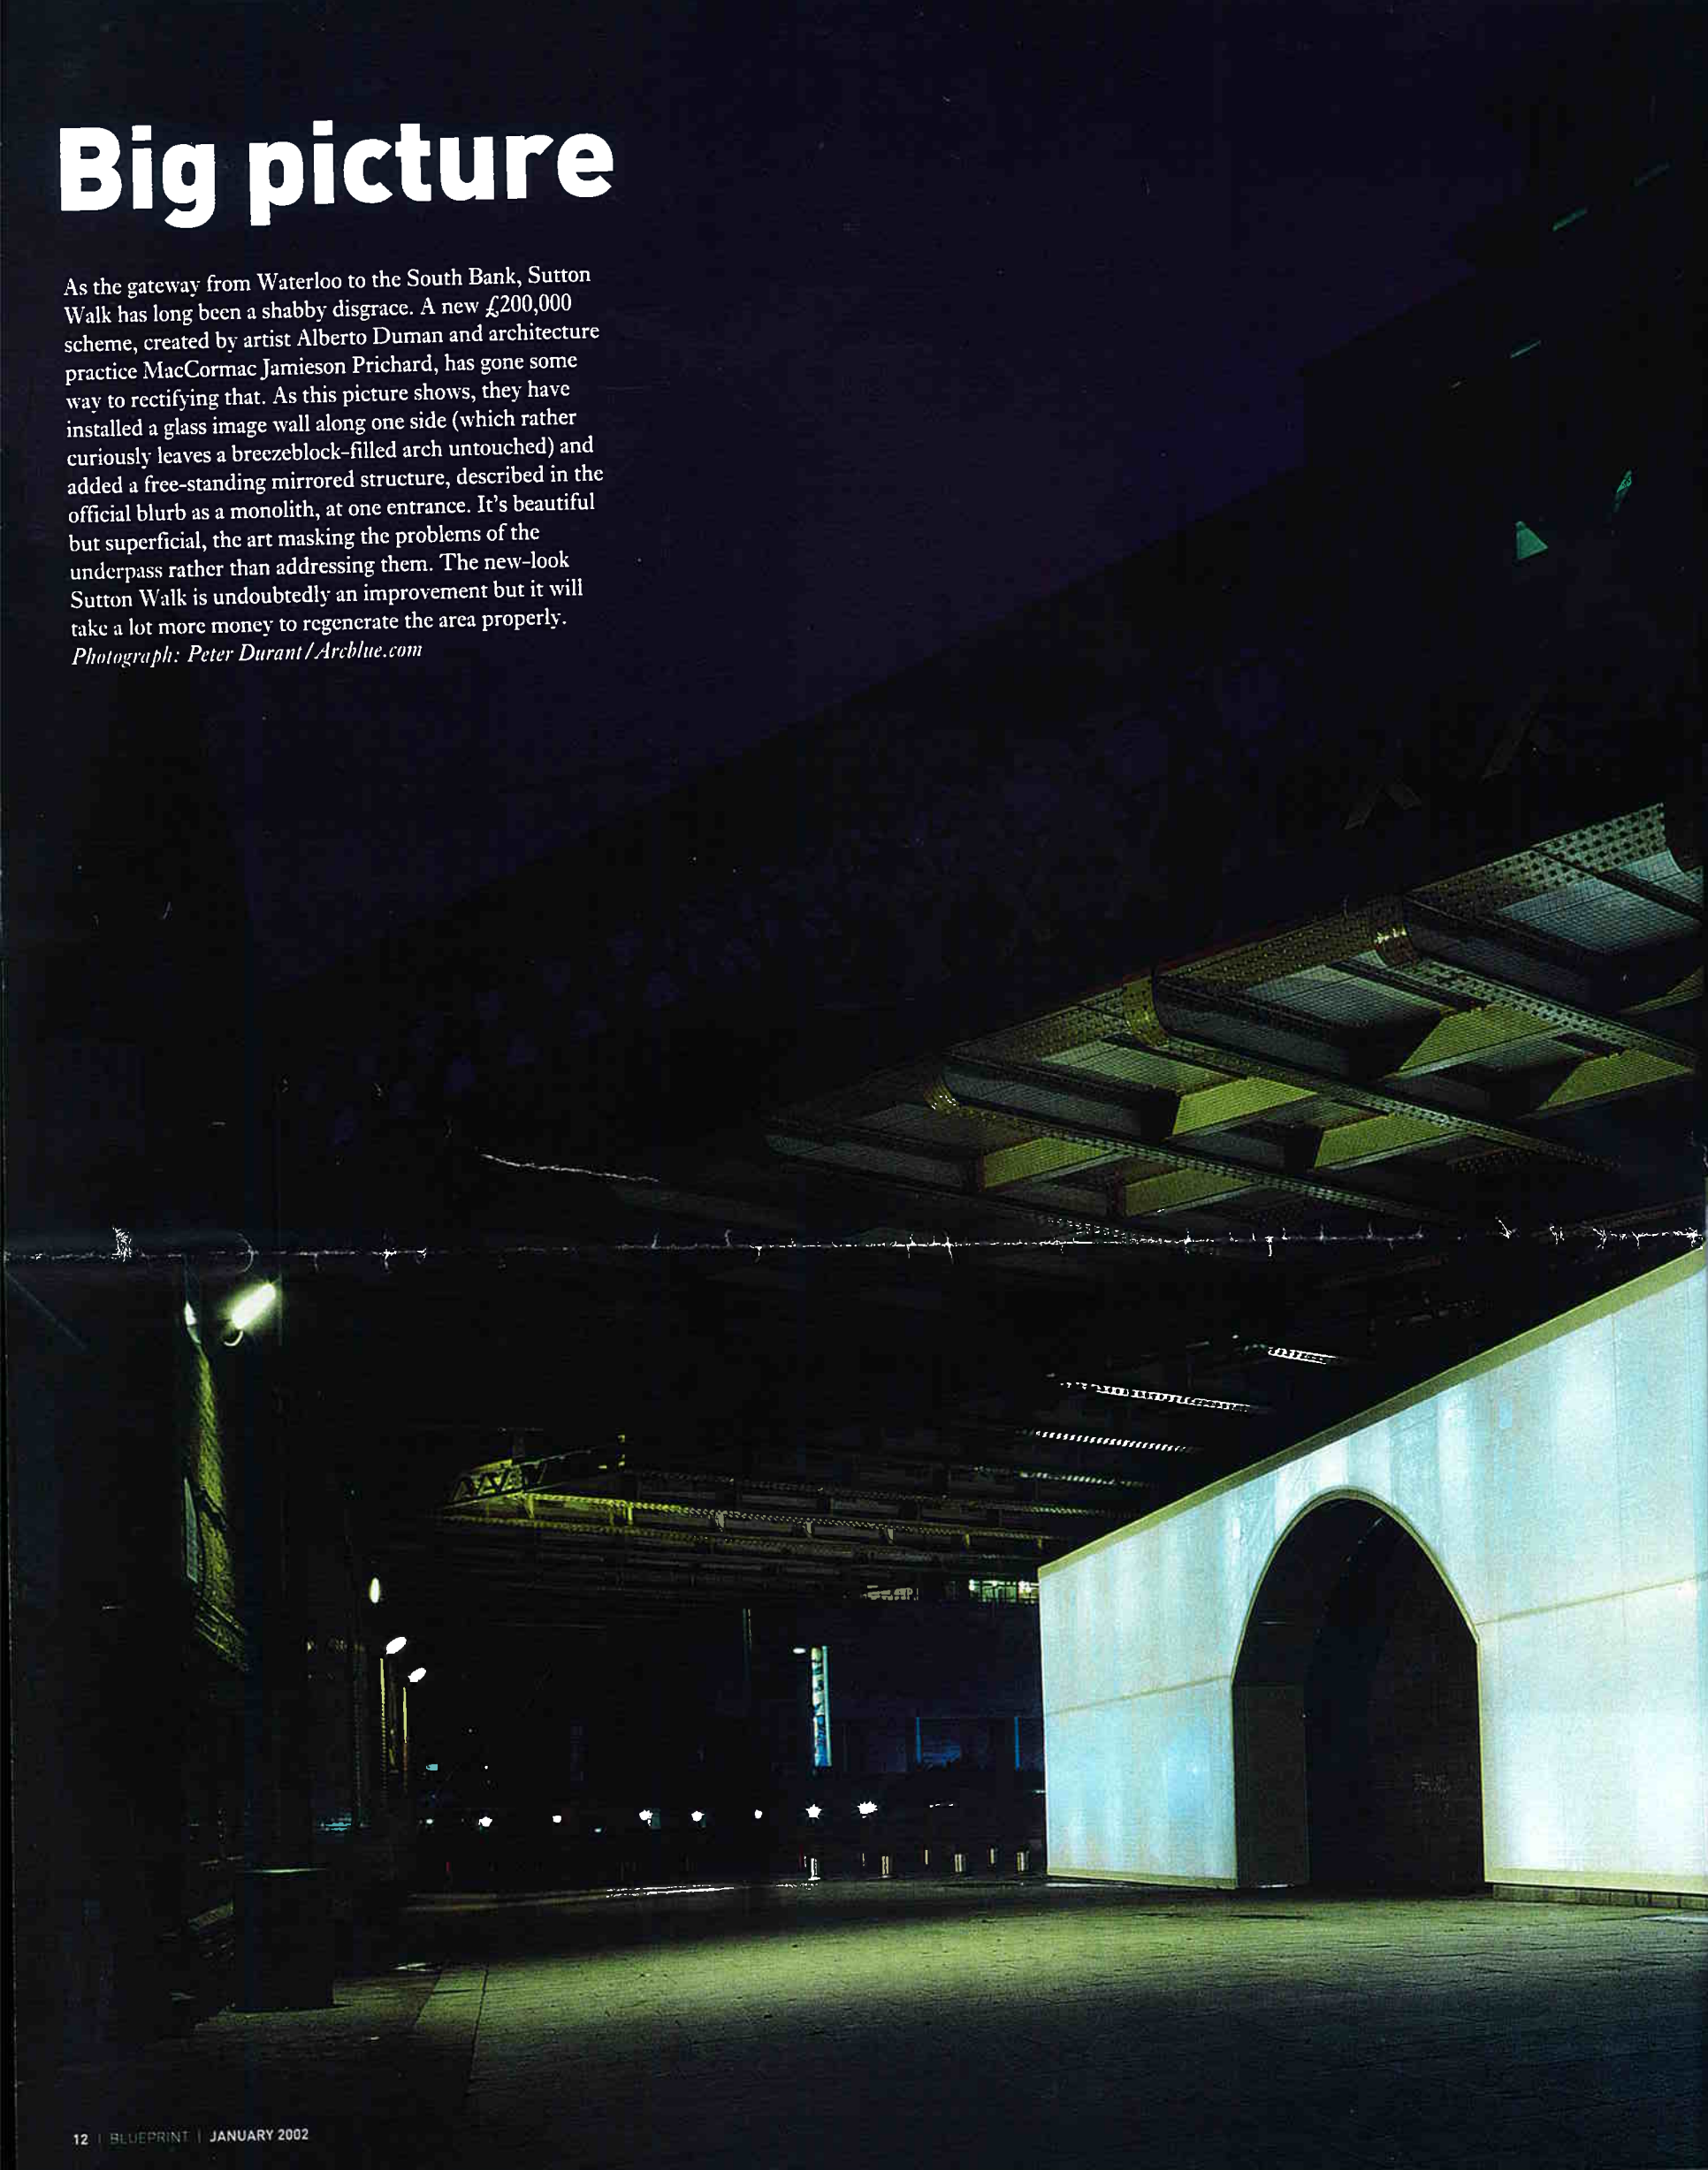 Big picture
As the gateway from Waterloo to the South Bank, Sutton
Walk has long been a shabby disgrace. A new £200,000
scheme, created by artist Alberto Duman and architecture
practice MacCormac Jamieson Prichard, has gone some
way to rectifying that. As this picture shows, they have
installed a glass image wall along one side (which rather
curiously leaves a breezeblock-filled arch untouched) and
added a free-standing mirrored structure, described in the
official blurb as a monolith, at one entrance. It's beautiful
but superficial, the art masking the problems of the
underpass rather than addressing them. The new-look
Sutton Walk is undoubtedly an improvement but it will
take a lot more money to regenerate the area properly.
Photograph: Peter Durant/Arcblue.com
12 | BLUEPRINT | JANUARY 2002